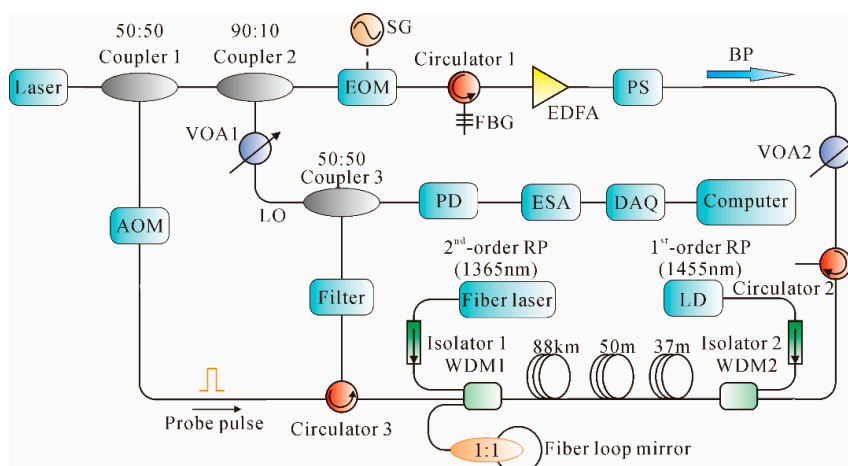 50:50
Coupler 1
90:10
Coupler 2
SG
Circulator 1
BP
Laser
EOM
FBG
EDFA
PS
VOA1
VOA2
50:50
Coupler 3
LO
PD
ESA
DAQ
Computer
AOM
2nd-order RP
(1365nm)
1st-order RP
(1455nm)
Circulator 2
Filter
Fiber laser
LD
Isolator 1
WDM1
88km
50m
37m
Isolator 2
WDM2
Probe pulse
Circulator 3
1:1
Fiber loop mirror